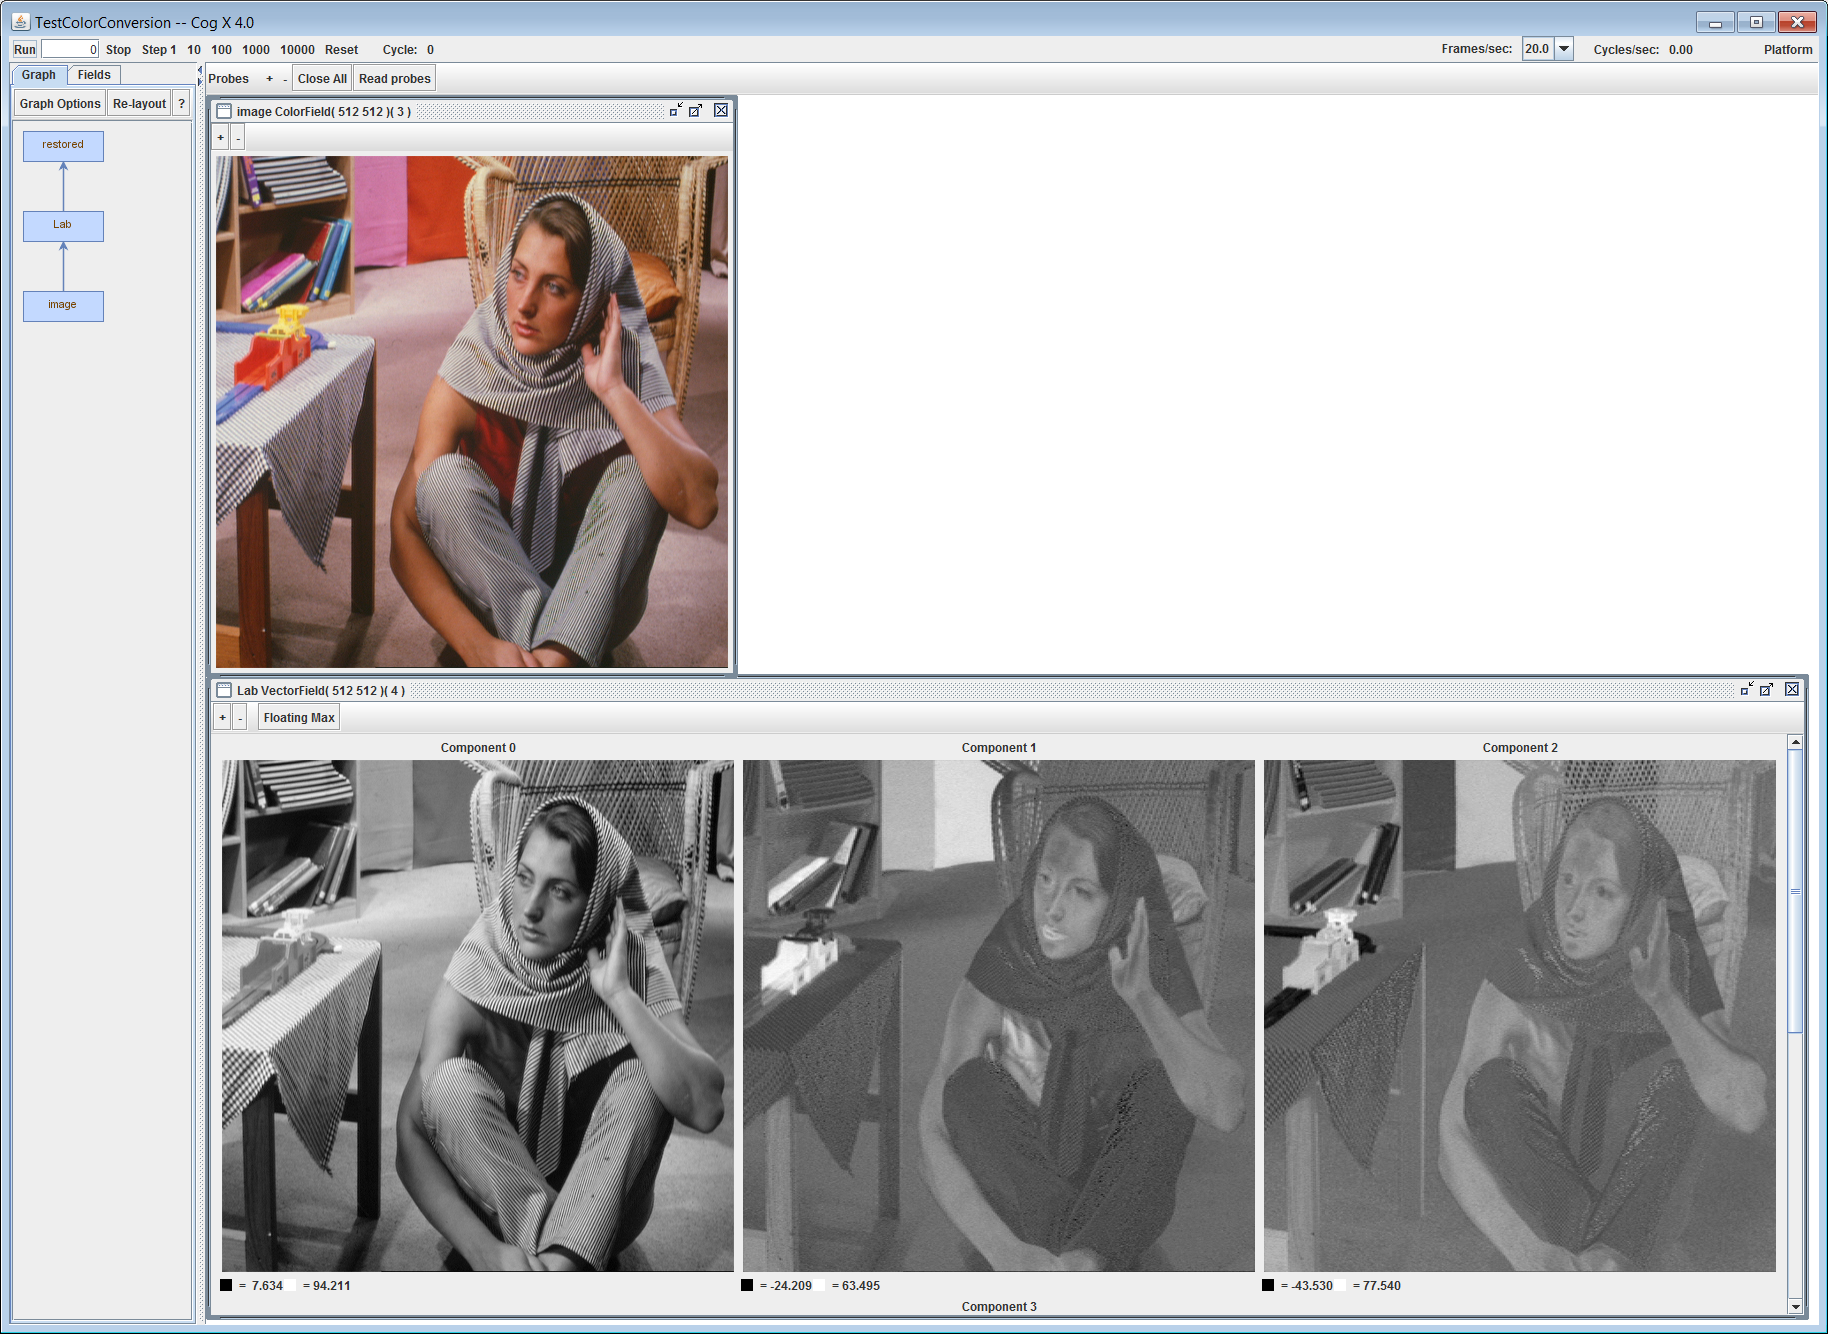 TestColorConversion -- Cog X 4.0
Run 0 Stop Step 1 10 100 1000 10000 Reset Cycle: 0 Frames/sec: 20.0 Cycles/sec: 0.00 Platform
Graph Fields
Probes + - Close All Read probes
Graph Options Re-layout ?
image ColorField( 512 512 )( 3 )
+ -
restored
Lab
image
Lab VectorField( 512 512 )( 4 )
+ - Floating Max
Component 0 Component 1 Component 2
= 7.634 = 94.211 = -24.209 = 63.495 = -43.530 = 77.540
Component 3